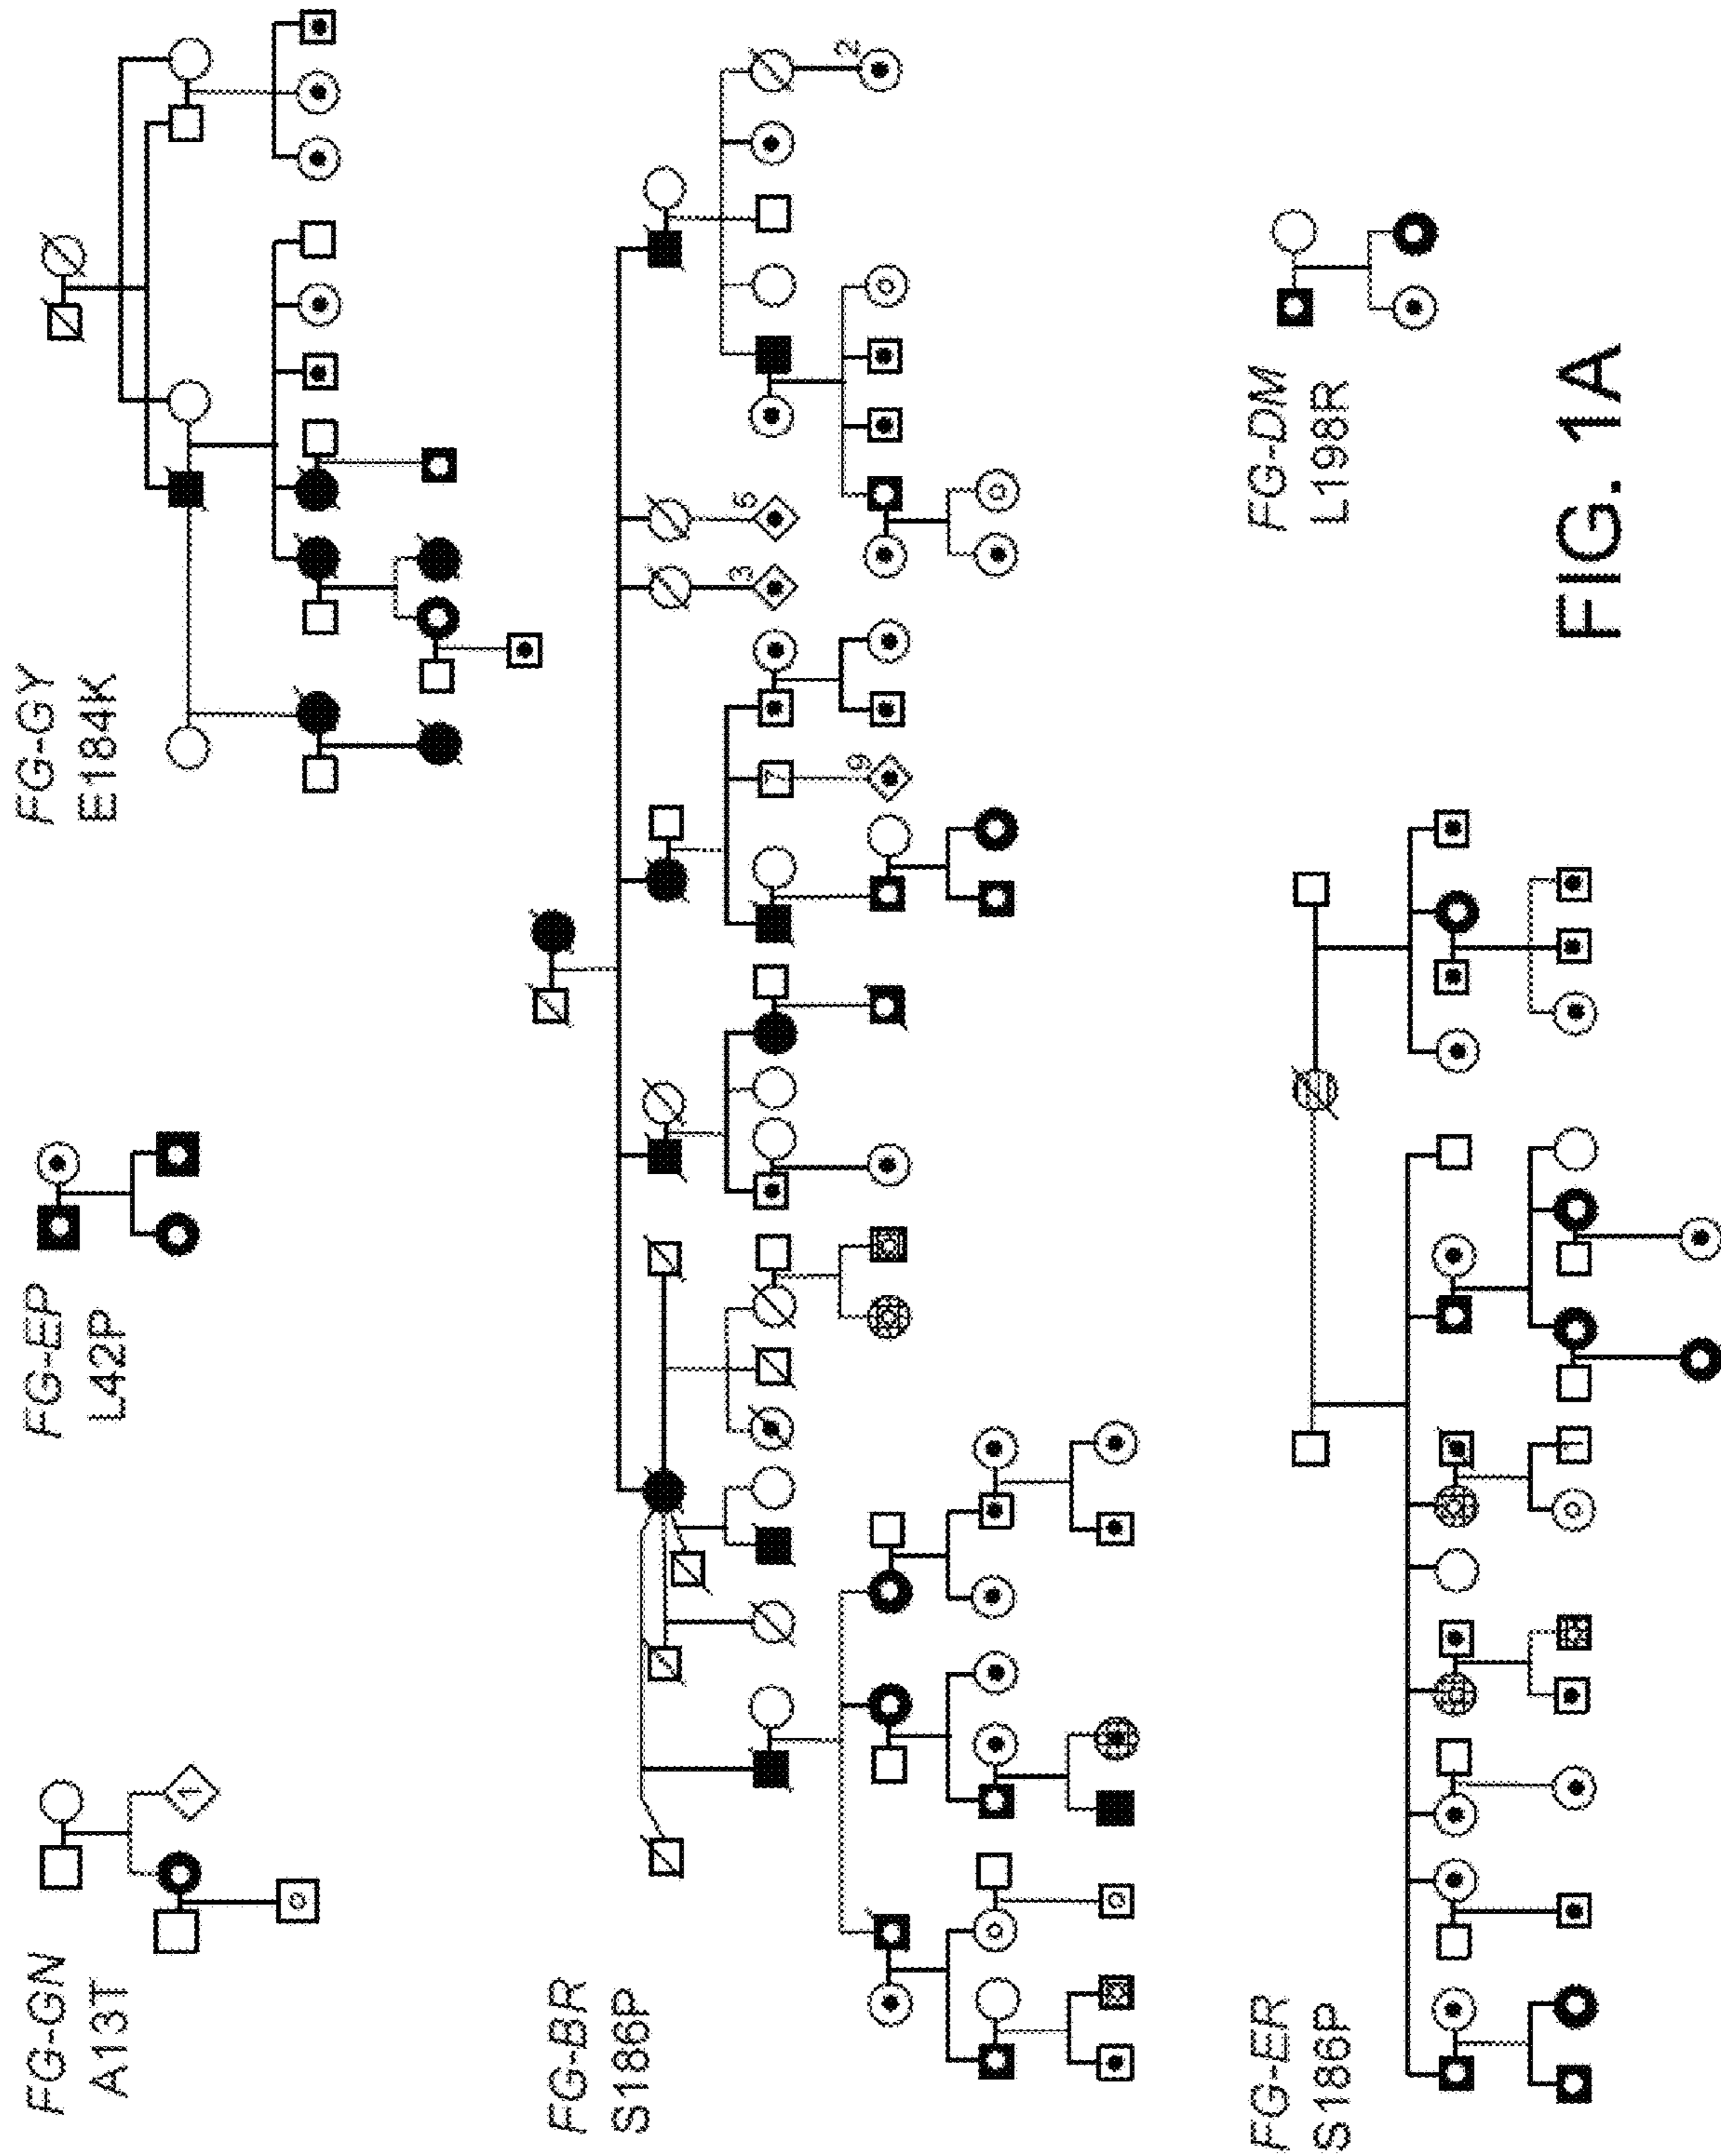 FG-GN
A13T
1
FG-EP
L42P
FG-GY
E184K
FG-BR
S186P
7
9
3
5
2
FG-ER
S186P
FG-DM
L198R
FIG. 1A